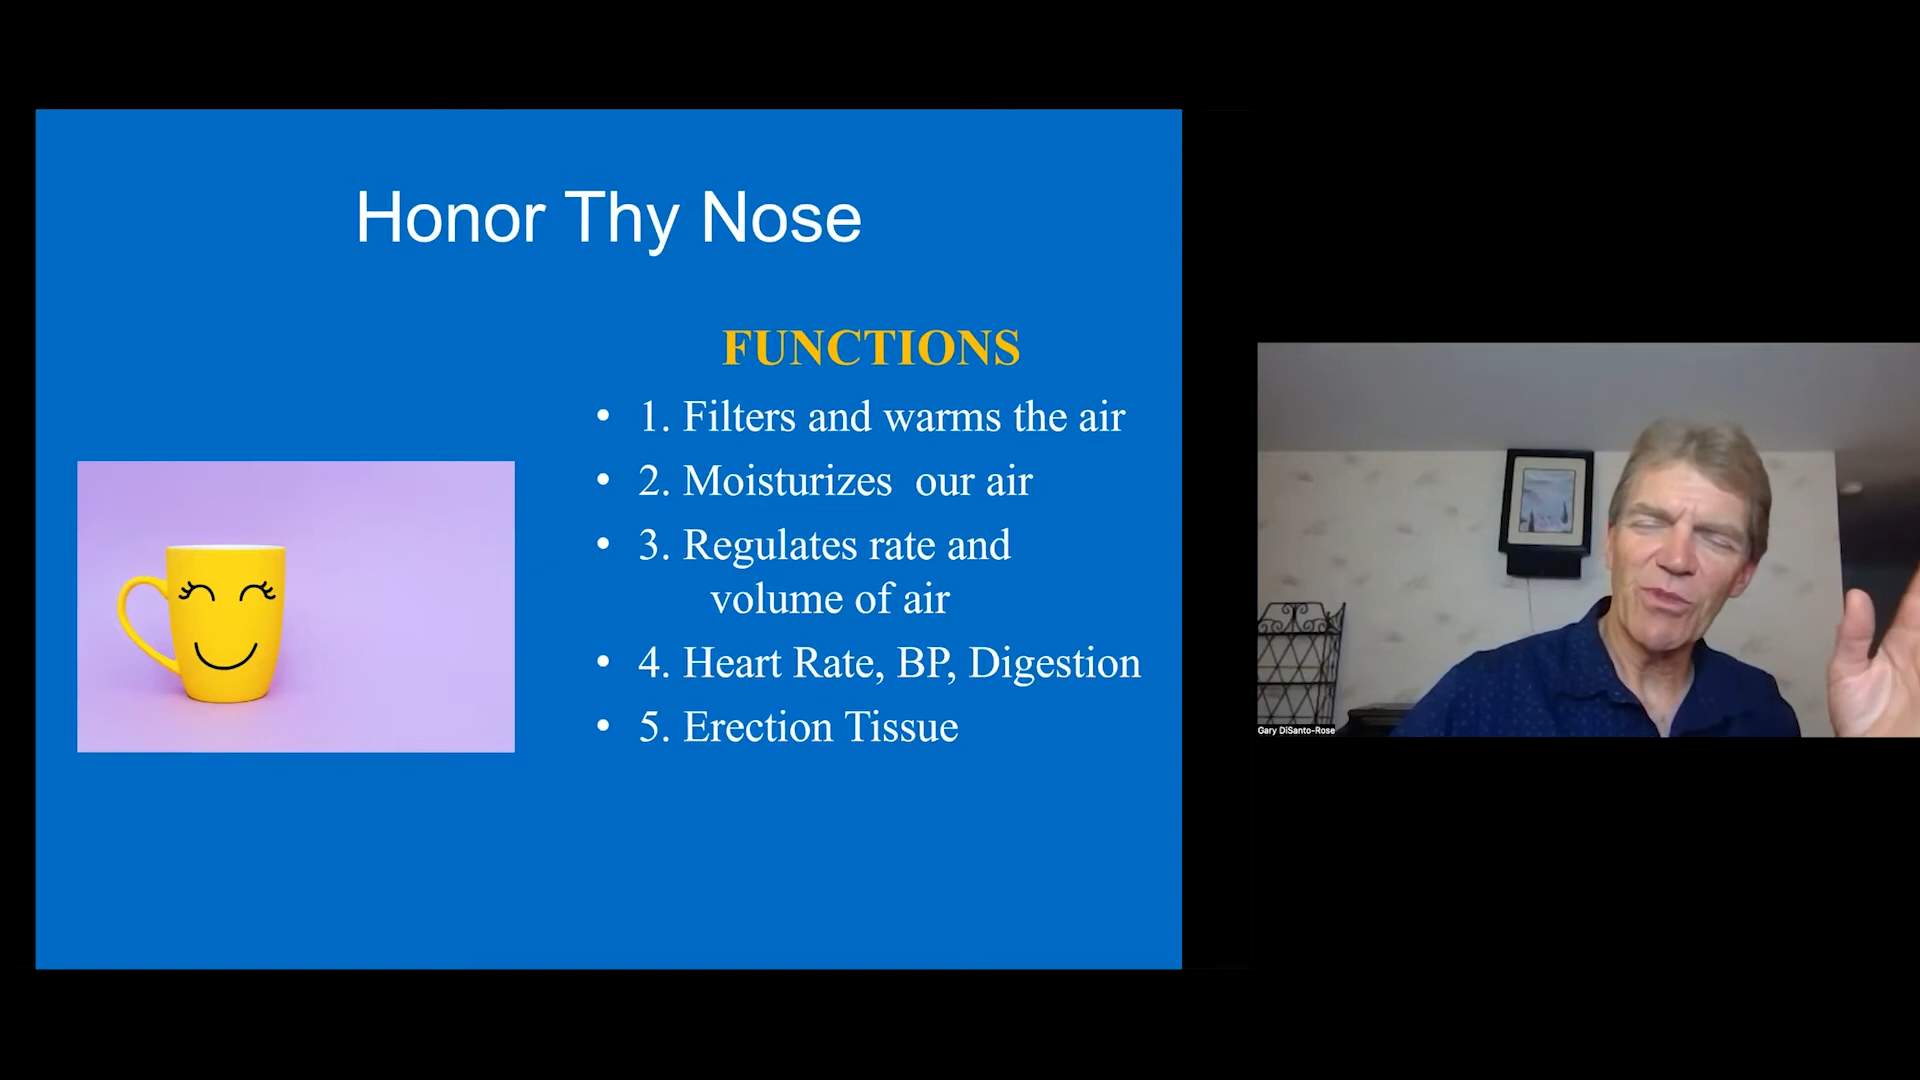 Honor Thy Nose
FUNCTIONS
• 1. Filters and warms the air
• 2. Moisturizes  our air
• 3. Regulates rate and
volume of air
• 4. Heart Rate, BP, Digestion
• 5. Erection Tissue
Gary DiSanto-Rose